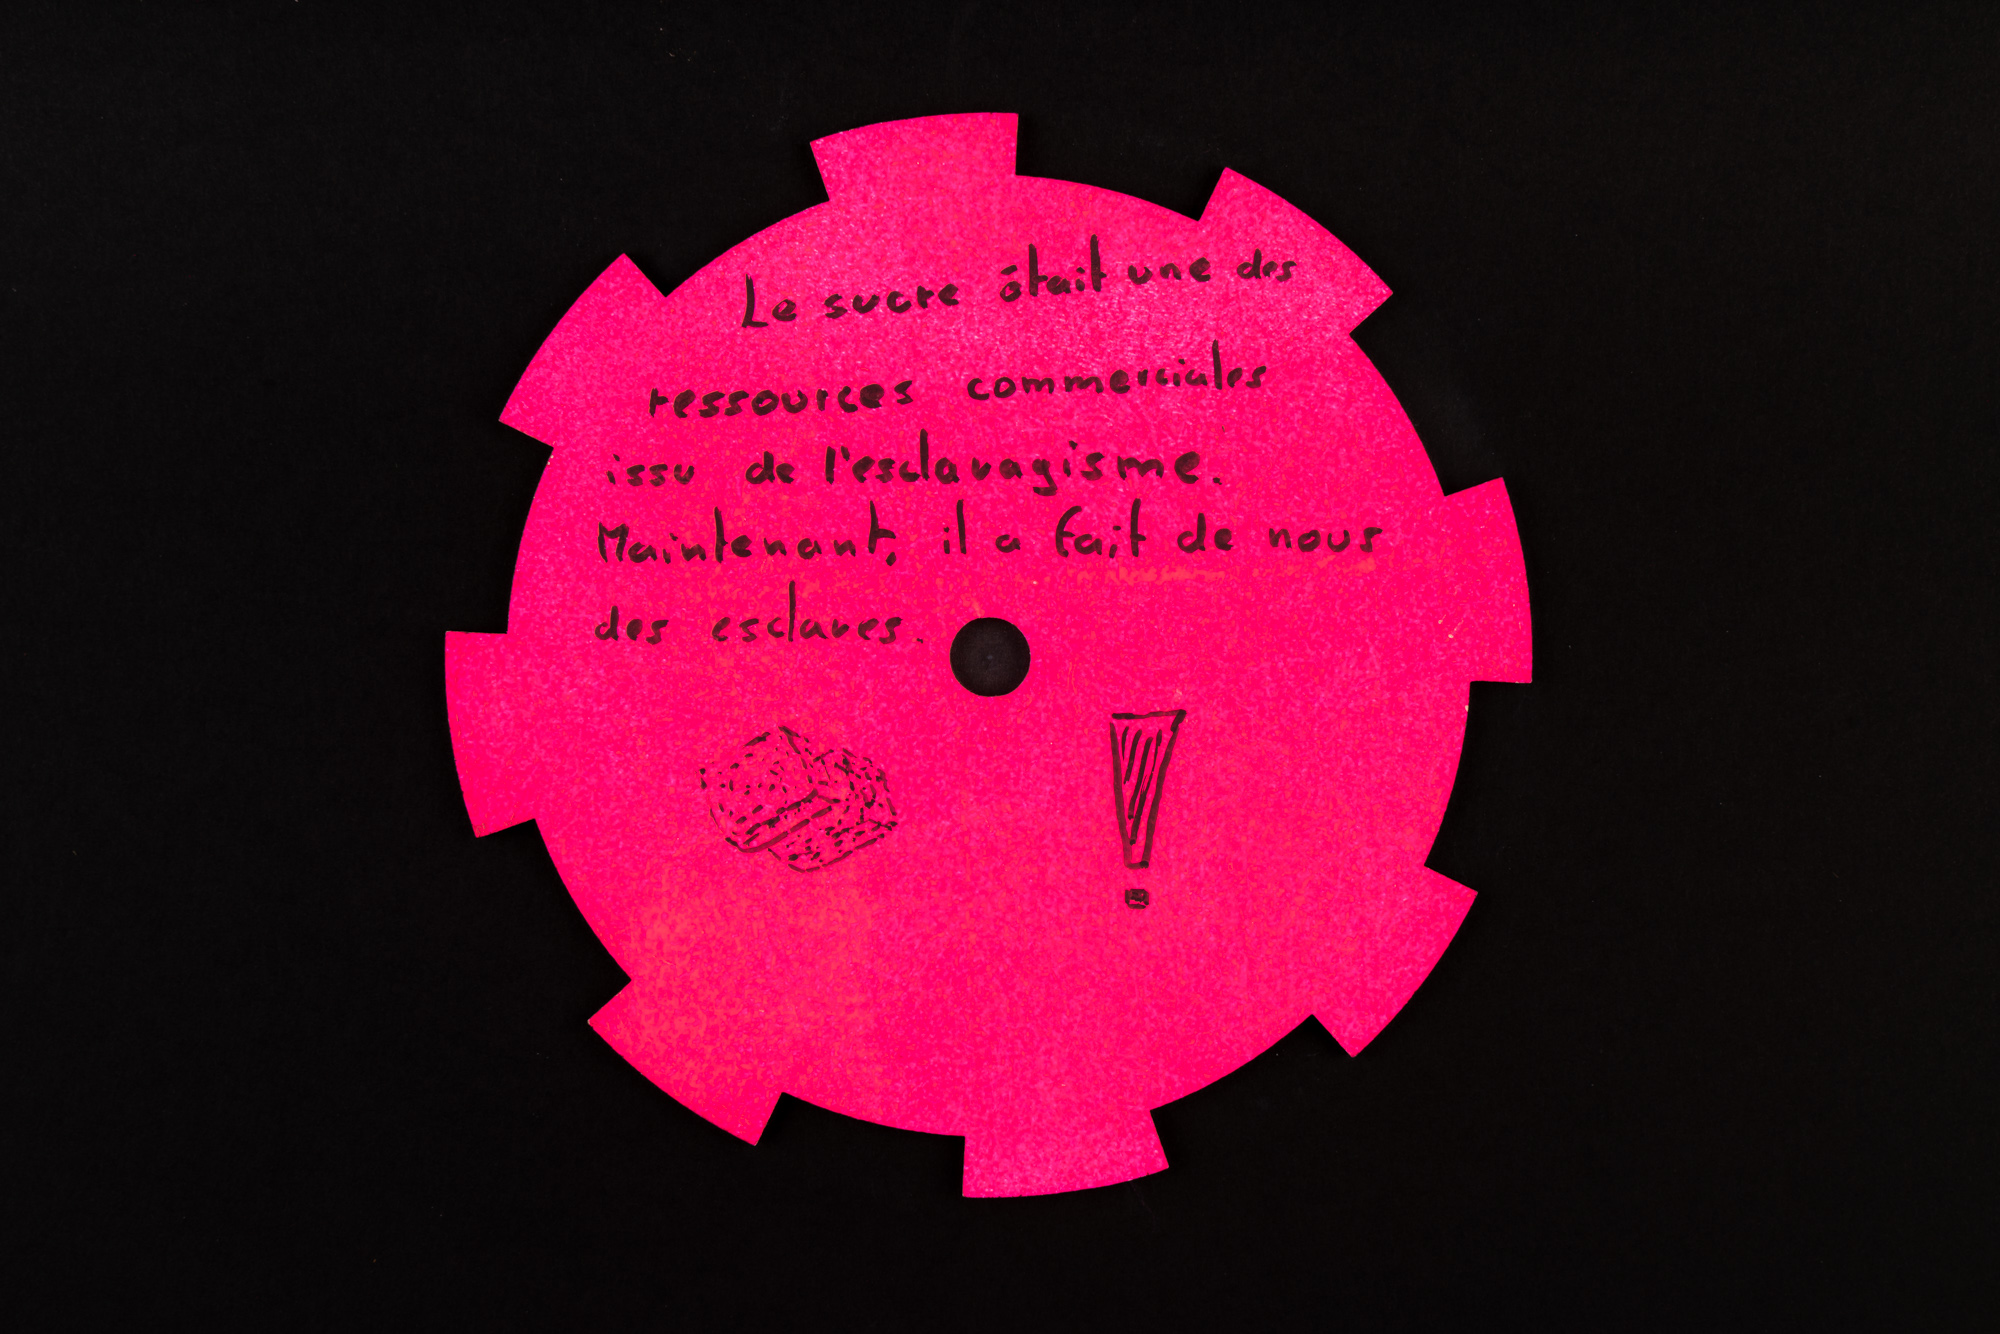 Le sucre était une des
ressources commerciales
issu de l'esclavagisme.
Maintenant, il a fait de nous
des esclaves.
!